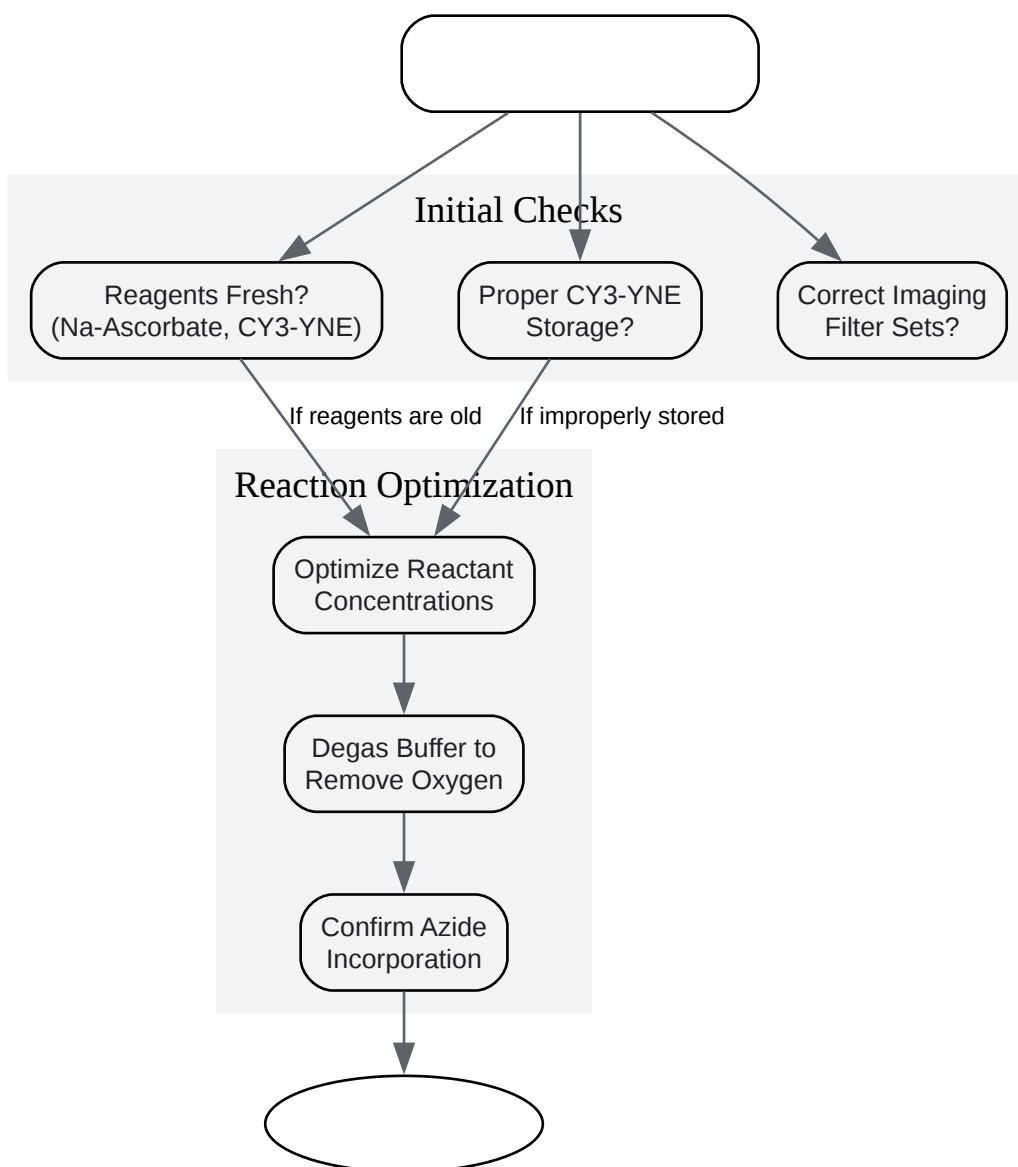 Initial Checks
Reagents Fresh?
(Na-Ascorbate, CY3-YNE)
Proper CY3-YNE
Storage?
Correct Imaging
Filter Sets?
If reagents are old
If improperly stored
Reaction Optimization
Optimize Reactant
Concentrations
Degas Buffer to
Remove Oxygen
Confirm Azide
Incorporation